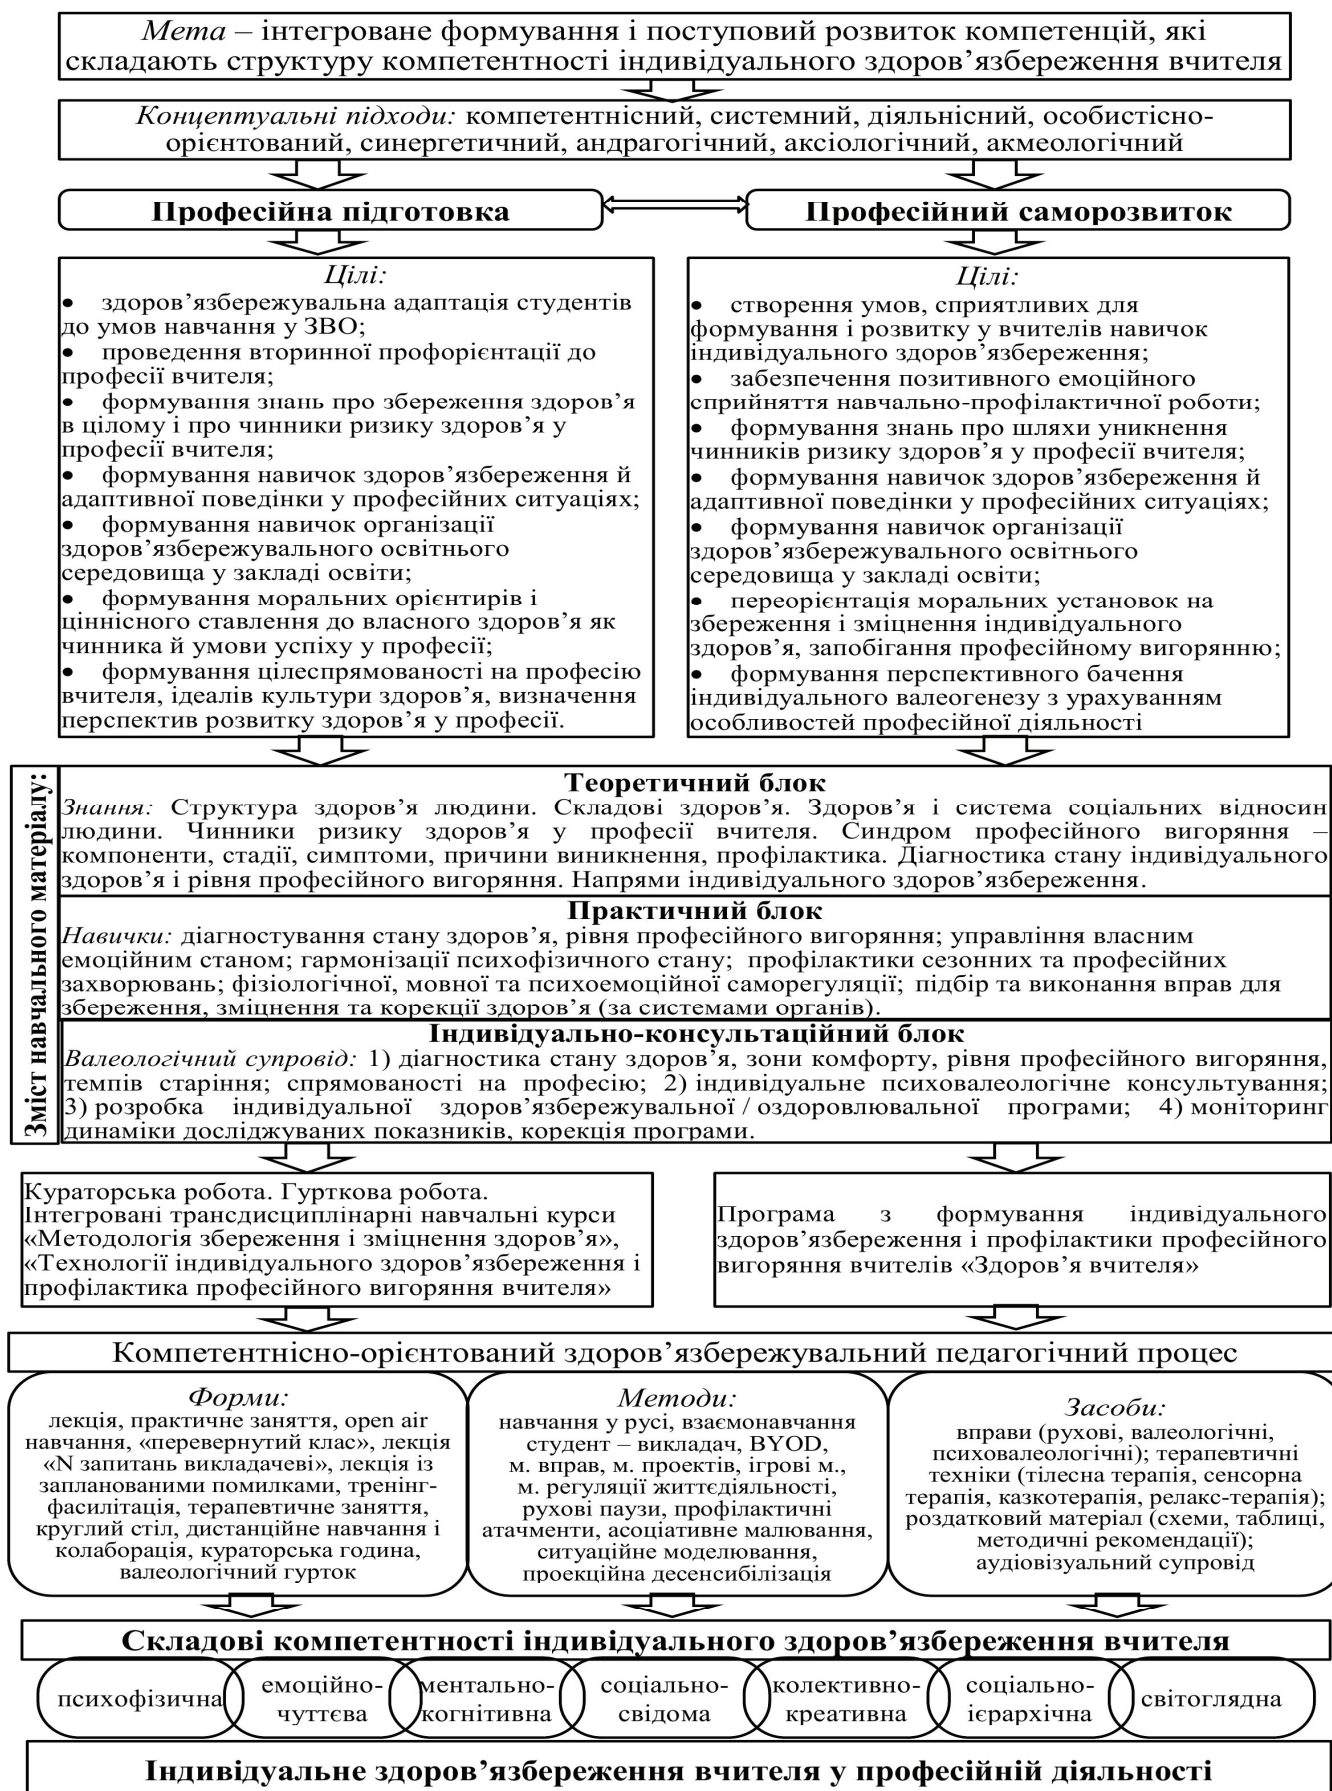 Мета – інтегроване формування і поступовий розвиток компетенцій, які
складають структуру компетентності індивідуального здоров’язбереження вчителя
Концептуальні підходи: компетентнісний, системний, діяльнісний, особистісно-
орієнтований, синергетичний, андрагогічний, аксіологічний, акмеологічний
Професійна підготовка
Професійний саморозвиток
Цілі:
• здоров’язбережувальна адаптація студентів
до умов навчання у ЗВО;
• проведення вторинної профорієнтації до
професії вчителя;
• формування знань про збереження здоров’я
в цілому і про чинники ризику здоров’я у
професії вчителя;
• формування навичок здоров’язбереження й
адаптивної поведінки у професійних ситуаціях;
• формування навичок організації
здоров’язбережувального освітнього
середовища у закладі освіти;
• формування моральних орієнтирів і
ціннісного ставлення до власного здоров’я як
чинника й умови успіху у професії;
• формування цілеспрямованості на професію
вчителя, ідеалів культури здоров’я, визначення
перспектив розвитку здоров’я у професії.
Цілі:
• створення умов, сприятливих для
формування і розвитку у вчителів навичок
індивідуального здоров’язбереження;
• забезпечення позитивного емоційного
сприйняття навчально-профілактичної роботи;
• формування знань про шляхи уникнення
чинників ризику здоров’я у професії вчителя;
• формування навичок здоров’язбереження й
адаптивної поведінки у професійних ситуаціях;
• формування навичок організації
здоров’язбережувального освітнього
середовища у закладі освіти;
• переорієнтація моральних установок на
збереження і зміцнення індивідуального
здоров’я, запобігання професійному вигорянню;
• формування перспективного бачення
індивідуального валеогенезу з урахуванням
особливостей професійної діяльності
Зміст навчального матеріалу:
Теоретичний блок
Знання: Структура здоров’я людини. Складові здоров’я. Здоров’я і система соціальних відносин
людини. Чинники ризику здоров’я у професії вчителя. Синдром професійного вигоряння –
компоненти, стадії, симптоми, причини виникнення, профілактика. Діагностика стану індивідуального
здоров’я і рівня професійного вигоряння. Напрями індивідуального здоров’язбереження.
Практичний блок
Навички: діагностування стану здоров’я, рівня професійного вигоряння; управління власним
емоційним станом; гармонізації психофізичного стану; профілактики сезонних та професійних
захворювань; фізіологічної, мовної та психоемоційної саморегуляції; підбір та виконання вправ для
збереження, зміцнення та корекції здоров’я (за системами органів).
Індивідуально-консультаційний блок
Валеологічний супровід: 1) діагностика стану здоров’я, зони комфорту, рівня професійного вигоряння,
темпів старіння; спрямованості на професію; 2) індивідуальне психовалеологічне консультування;
3) розробка індивідуальної здоров’язбережувальної / оздоровлювальної програми; 4) моніторинг
динаміки досліджуваних показників, корекція програми.
Кураторська робота. Гурткова робота.
Інтегровані трансдисциплінарні навчальні курси
«Методологія збереження і зміцнення здоров’я»,
«Технології індивідуального здоров’язбереження і
профілактика професійного вигоряння вчителя»
Програма з формування індивідуального
здоров’язбереження і профілактики професійного
вигоряння вчителів «Здоров’я вчителя»
Компетентнісно-орієнтований здоров’язбережувальний педагогічний процес
Форми:
лекція, практичне заняття, open air
навчання, «перевернутий клас», лекція
«N запитань викладачеві», лекція із
запланованими помилками, тренінг-
фасилітація, терапевтичне заняття,
круглий стіл, дистанційне навчання і
колаборація, кураторська година,
валеологічний гурток
Методи:
навчання у русі, взаємонавчання
студент – викладач, BYOD,
м. вправ, м. проектів, ігрові м.,
м. регуляції життєдіяльності,
рухові паузи, профілактичні
атачменти, асоціативне малювання,
ситуаційне моделювання,
проекційна десенсибілізація
Засоби:
вправи (рухові, валеологічні,
психовалеологічні); терапевтичні
техніки (тілесна терапія, сенсорна
терапія, казкотерапія, релакс-терапія);
роздатковий матеріал (схеми, таблиці,
методичні рекомендації);
аудіовізуальний супровід
Складові компетентності індивідуального здоров’язбереження вчителя
психофізична
емоційно-
чуттєва
ментально-
когнітивна
соціально-
свідома
колективно-
креативна
соціально-
ієрархічна
світоглядна
Індивідуальне здоров’язбереження вчителя у професійній діяльності